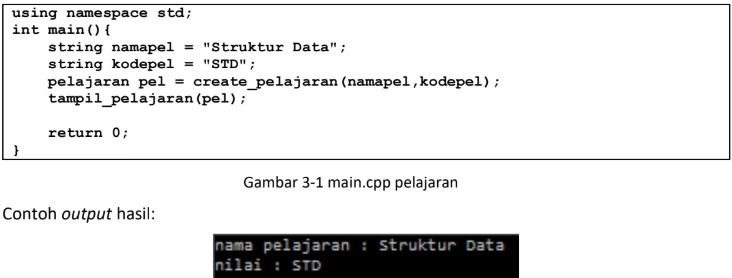 using namespace std;
int main(){
    string namapel = "Struktur Data";
    string kodepel = "STD";
    pelajaran pel = create_pelajaran(namapel,kodepel);
    tampil_pelajaran(pel);
    return 0;
}
Gambar 3-1 main.cpp pelajaran
Contoh output hasil:
nama pelajaran : Struktur Data
nilai : STD